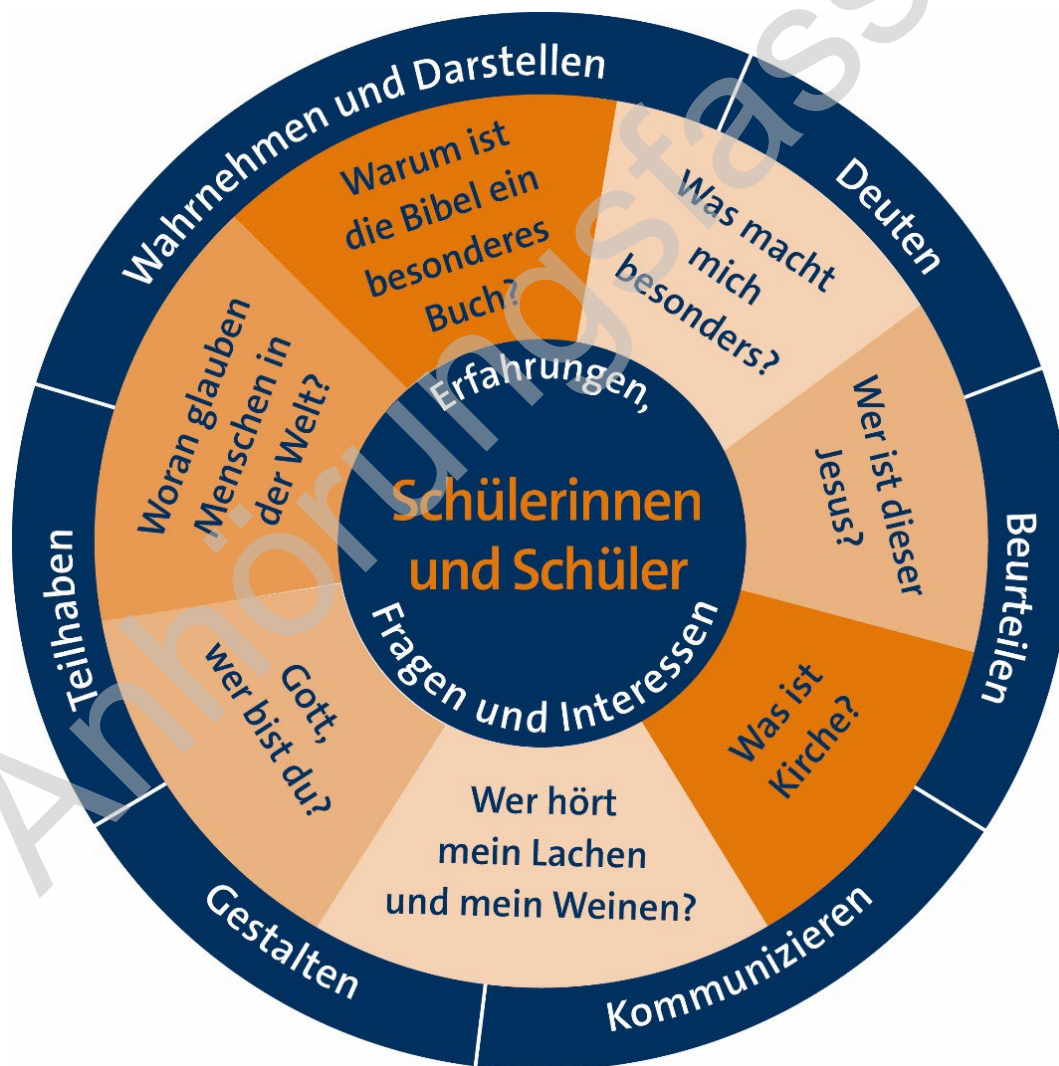 Wahrnehmen und Darstellen
Deuten
Beurteilen
Kommunizieren
Gestalten
Teilhaben
Warum ist
die Bibel ein
besonderes
Buch?
Was macht
mich
besonders?
Wer ist dieser
Jesus?
Was ist
Kirche?
Wer hört
mein Lachen
und mein Weinen?
Gott,
wer bist du?
Woran glauben
Menschen in
der Welt?
Erfahrungen,
Schülerinnen
und Schüler
Fragen und Interessen
Anhörungsfass